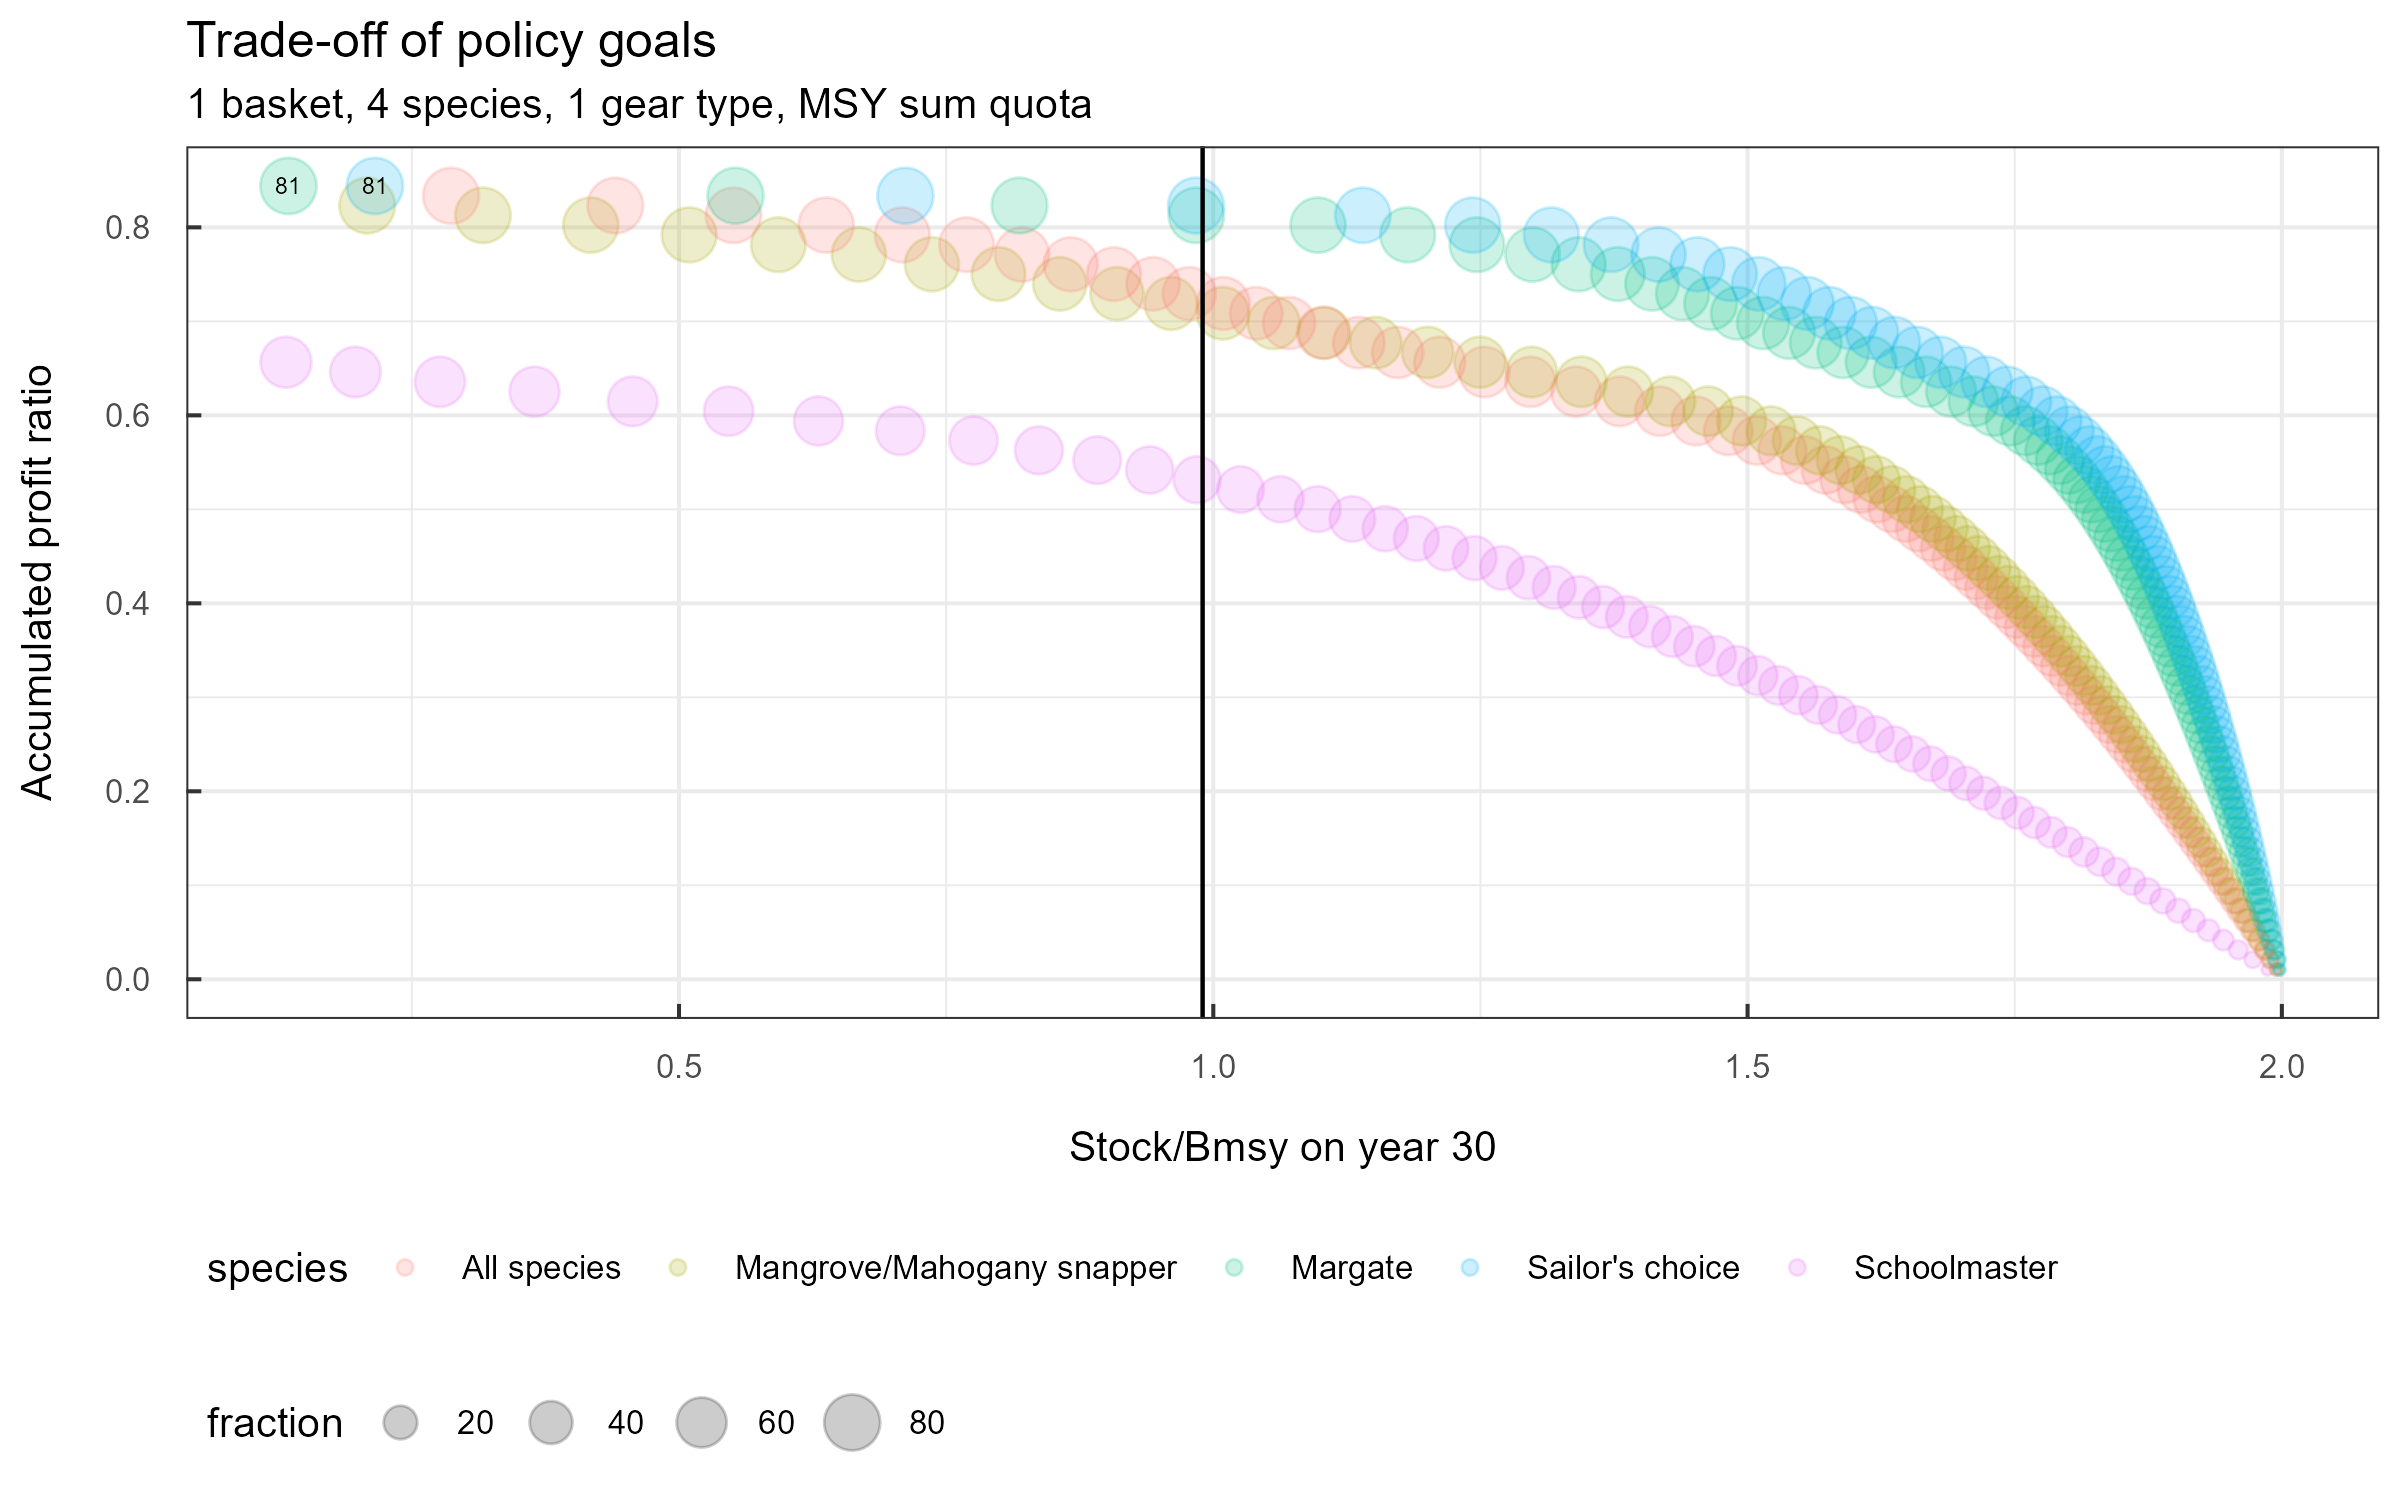 Trade-off of policy goals
1 basket, 4 species, 1 gear type, MSY sum quota
Accumulated profit ratio
0.8
0.6
0.4
0.2
0.0
81
81
0.5
1.0
1.5
2.0
Stock/Bmsy on year 30
species
All species
Mangrove/Mahogany snapper
Margate
Sailor's choice
Schoolmaster
fraction
20
40
60
80